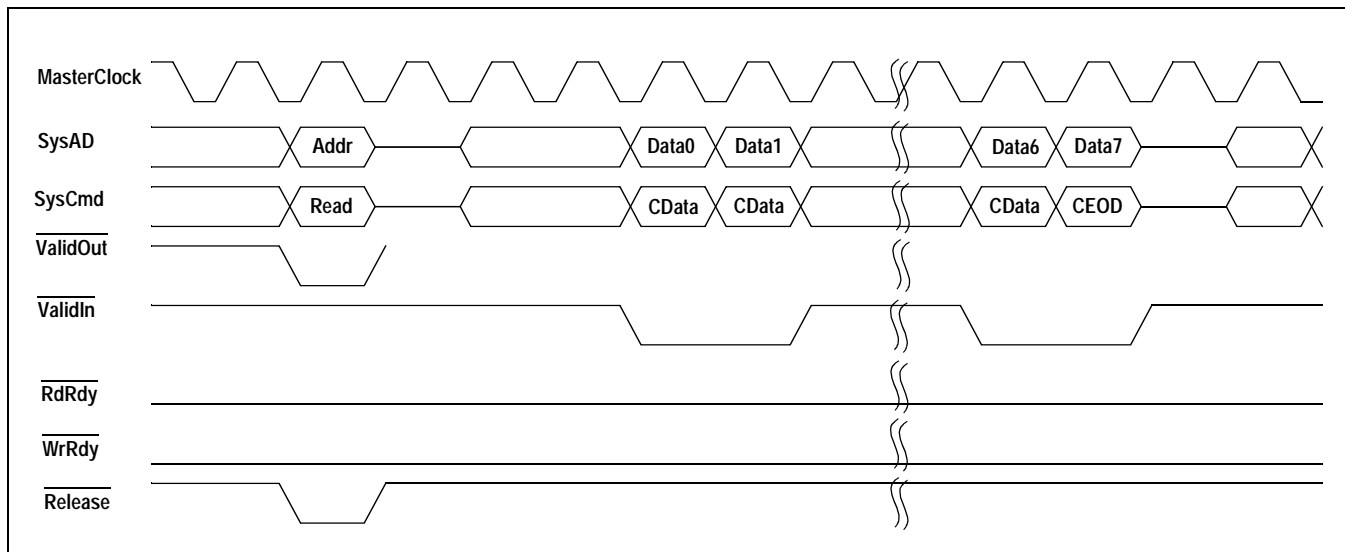 MasterClock
SysAD Addr Data0 Data1 Data6 Data7
SysCmd Read CData CData CData CEOD
ValidOut
ValidIn
RdRdy
WrRdy
Release